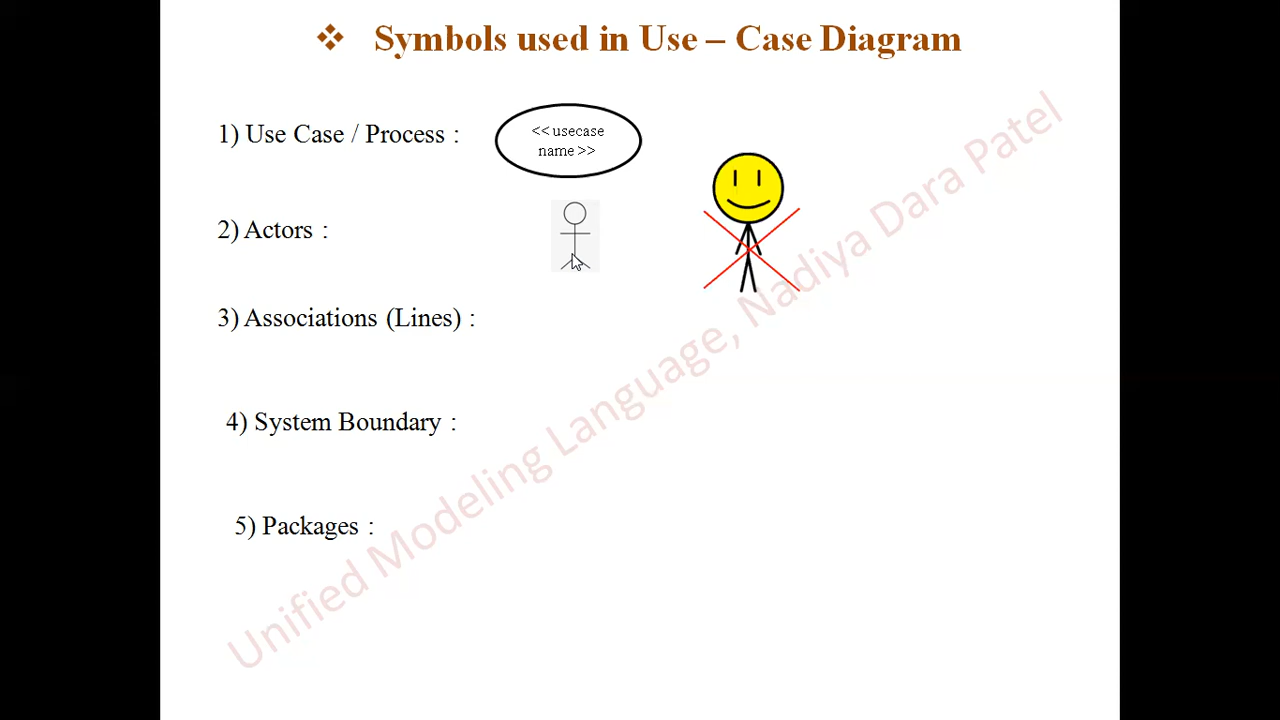 ❖ Symbols used in Use – Case Diagram
1) Use Case / Process :
<< usecase
name >>
2) Actors :
3) Associations (Lines) :
4) System Boundary :
5) Packages :
Unified Modeling Language, Nadiya Dara Patel